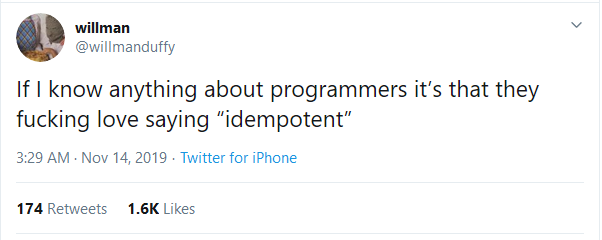 willman
@willmanduffy
If I know anything about programmers it’s that they
fucking love saying “idempotent”
3:29 AM · Nov 14, 2019 · Twitter for iPhone
174 Retweets 1.6K Likes